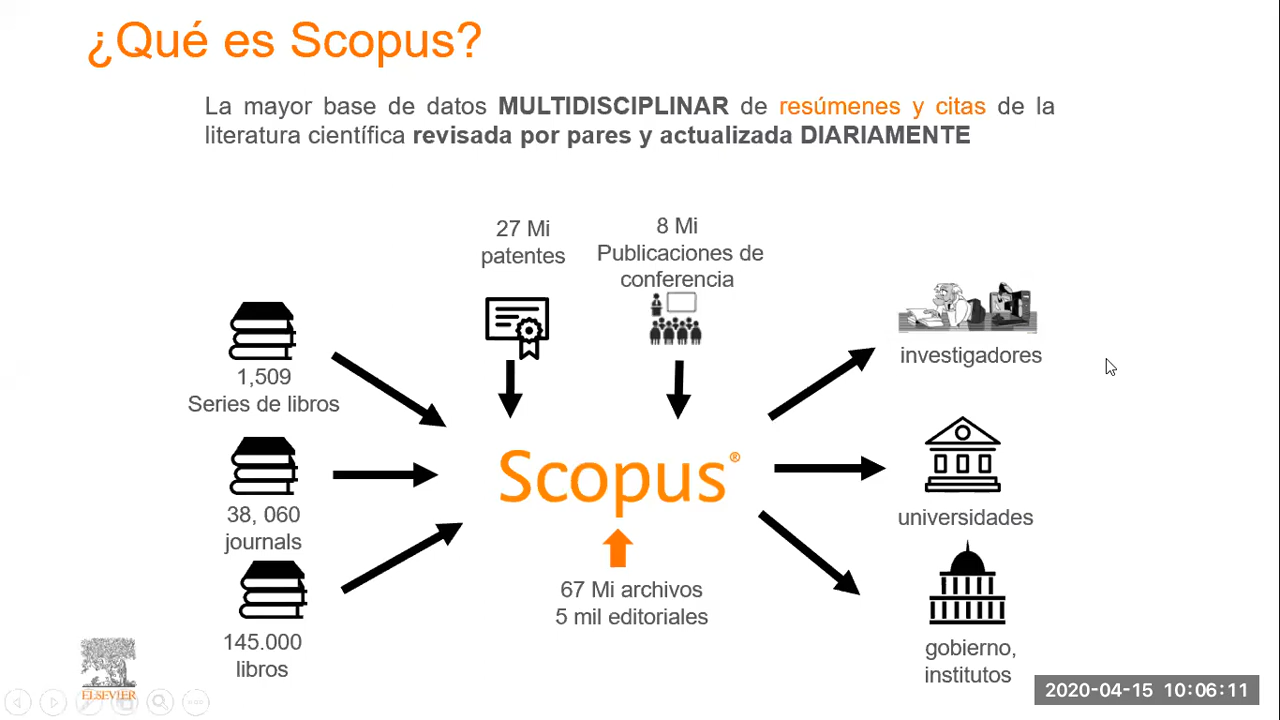 ¿Qué es Scopus?
La mayor base de datos MULTIDISCIPLINAR de resúmenes y citas de la
literatura científica revisada por pares y actualizada DIARIAMENTE
27 Mi
patentes
8 Mi
Publicaciones de
conferencia
1,509
Series de libros
38, 060
journals
145.000
libros
Scopus®
67 Mi archivos
5 mil editoriales
investigadores
universidades
gobierno,
institutos
ELSEVIER
2020-04-15 10:06:11